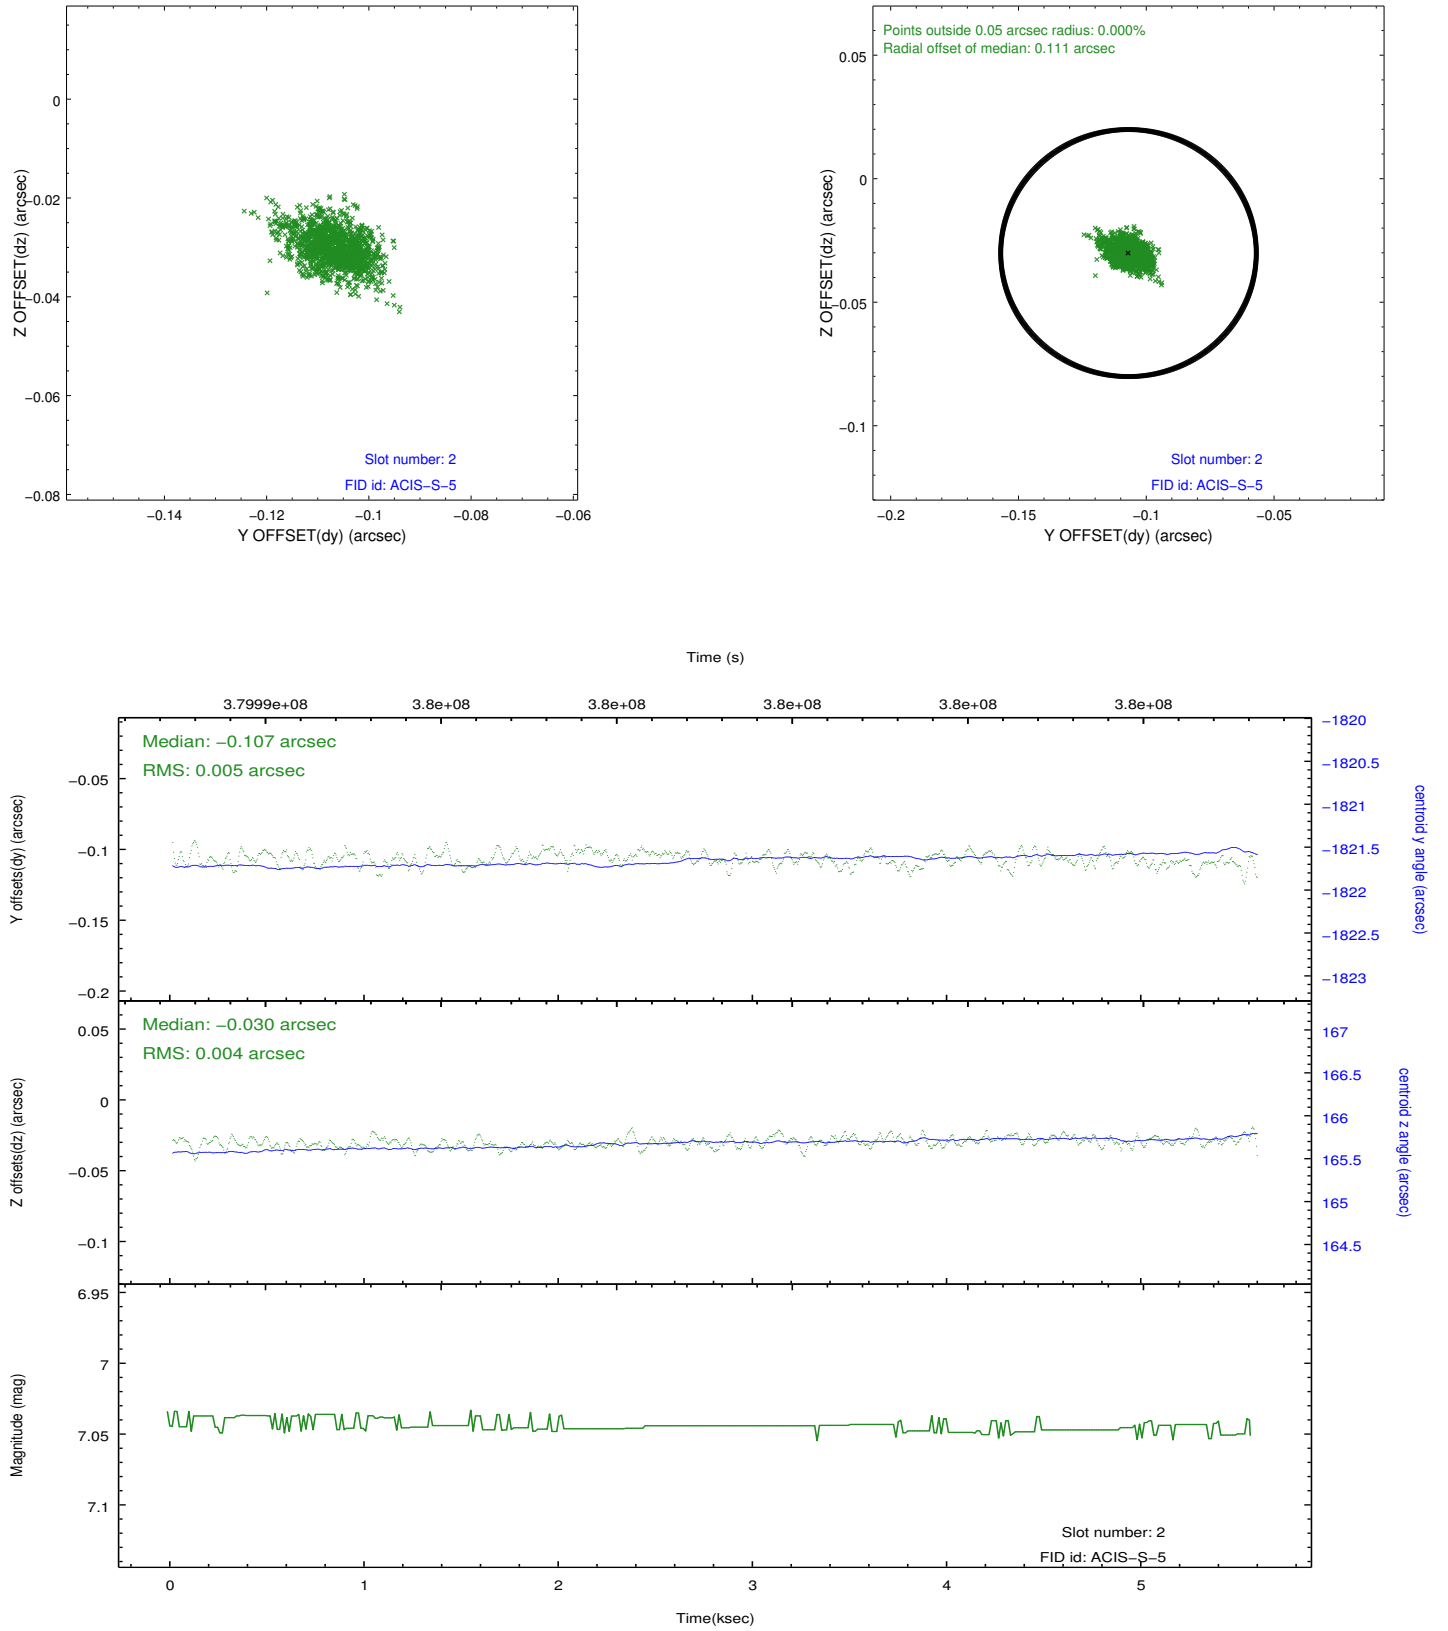 0
−0.02
−0.04
−0.06
−0.08
Z OFFSET(dz) (arcsec)
Slot number: 2
FID id: ACIS−S−5
−0.14 −0.12 −0.1 −0.08 −0.06
Y OFFSET(dy) (arcsec)
Points outside 0.05 arcsec radius: 0.000%
Radial offset of median: 0.111 arcsec
0.05
0
−0.05
−0.1
Z OFFSET(dz) (arcsec)
Slot number: 2
FID id: ACIS−S−5
−0.2 −0.15 −0.1 −0.05
Y OFFSET(dy) (arcsec)
Time (s)
3.7999e+08 3.8e+08 3.8e+08 3.8e+08 3.8e+08 3.8e+08
Median: −0.107 arcsec
RMS: 0.005 arcsec
−0.05
−0.1
−0.15
−0.2
Y offsets(dy) (arcsec)
−1820
−1820.5
−1821
−1821.5
−1822
−1822.5
−1823
centroid y angle (arcsec)
Median: −0.030 arcsec
RMS: 0.004 arcsec
0.05
0
−0.05
−0.1
Z offsets(dz) (arcsec)
167
166.5
166
165.5
165
164.5
centroid z angle (arcsec)
6.95
7
7.05
7.1
Magnitude (mag)
Slot number: 2
FID id: ACIS−S−5
0 1 2 3 4 5
Time(ksec)